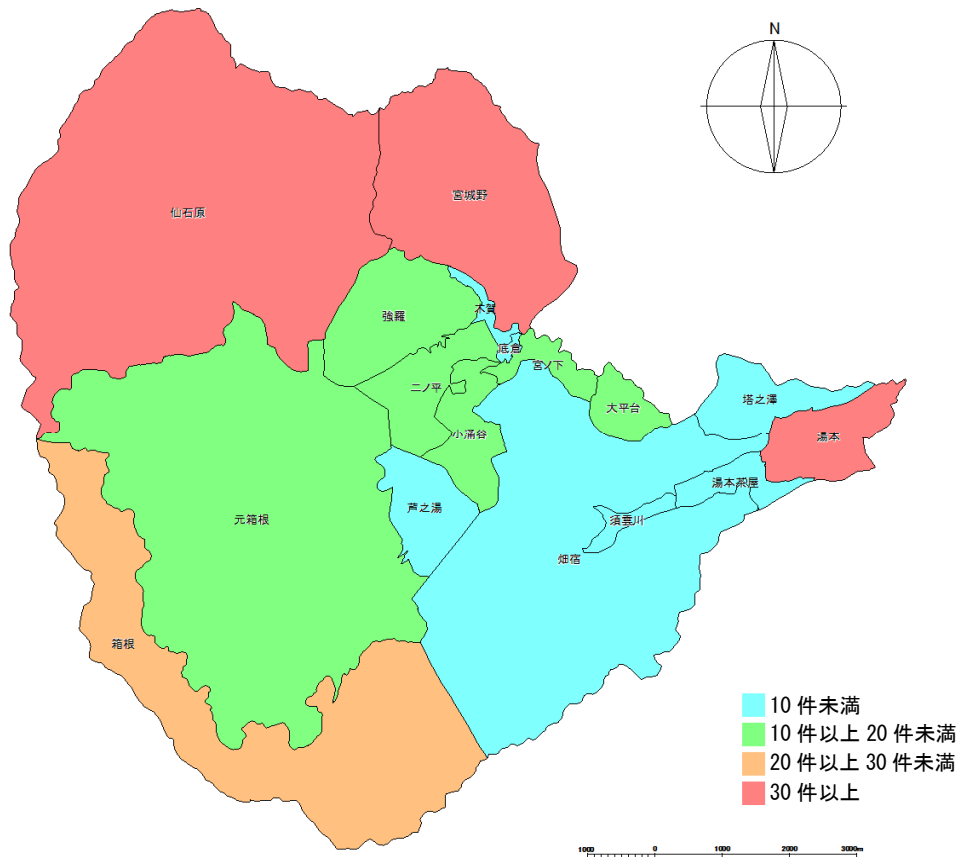 N
仙石原
宮城野
強羅
木賀
底倉
宮ノ下
二ノ平
大平台
塔之澤
小涌谷
湯本
湯本茶屋
芦之湯
須雲川
元箱根
畑宿
箱根
10 件未満
10 件以上 20 件未満
20 件以上 30 件未満
30 件以上
1000 0 1000 2000 3000m